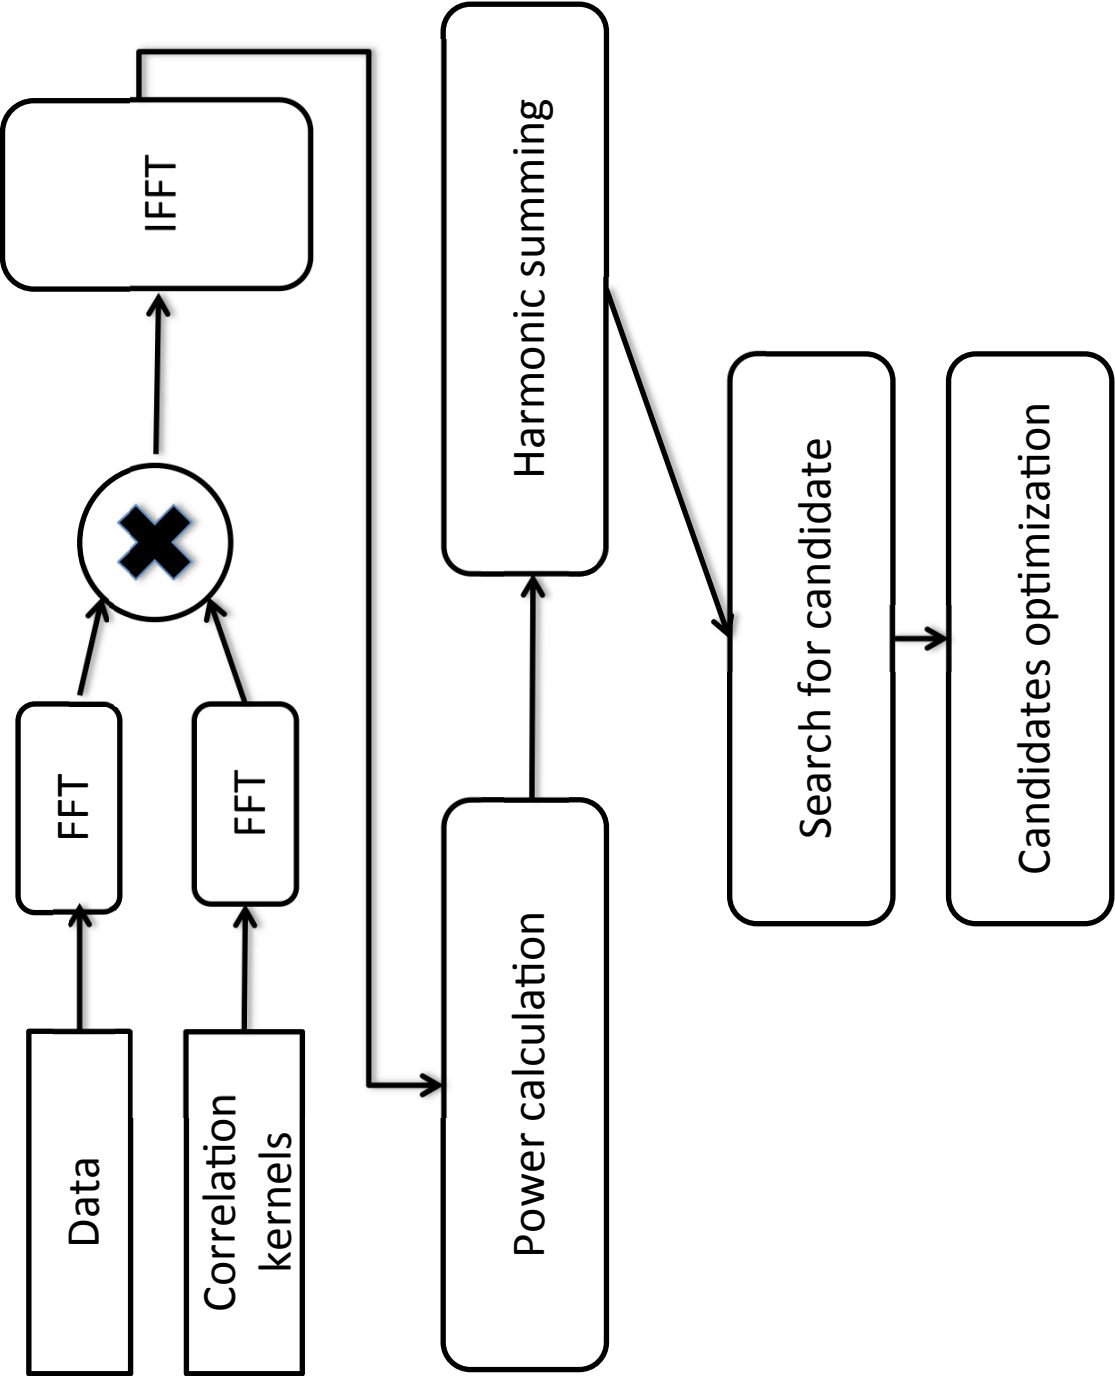 Data
FFT
Correlation
kernels
FFT
IFFT
Power calculation
Harmonic summing
Search for candidate
Candidates optimization